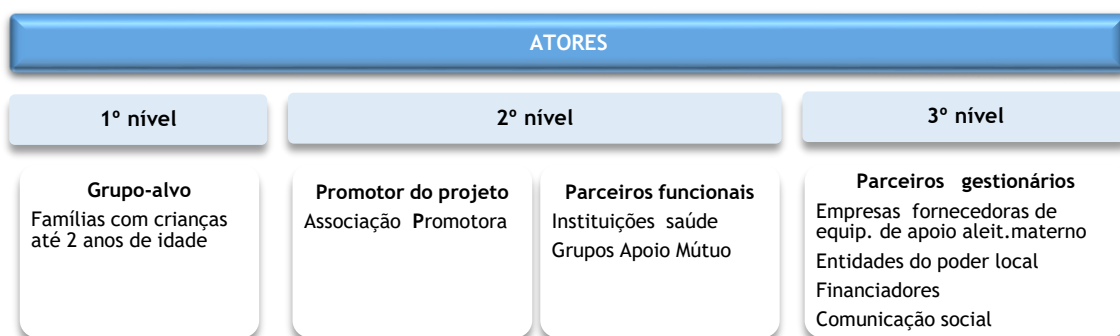 ATORES
1º nível
2º nível
3º nível
Grupo-alvo
Famílias com crianças
até 2 anos de idade
Promotor do projeto
Associação Promotora
Parceiros funcionais
Instituições saúde
Grupos Apoio Mútuo
Parceiros gestionários
Empresas fornecedoras de
equip. de apoio aleit.materno
Entidades do poder local
Financiadores
Comunicação social